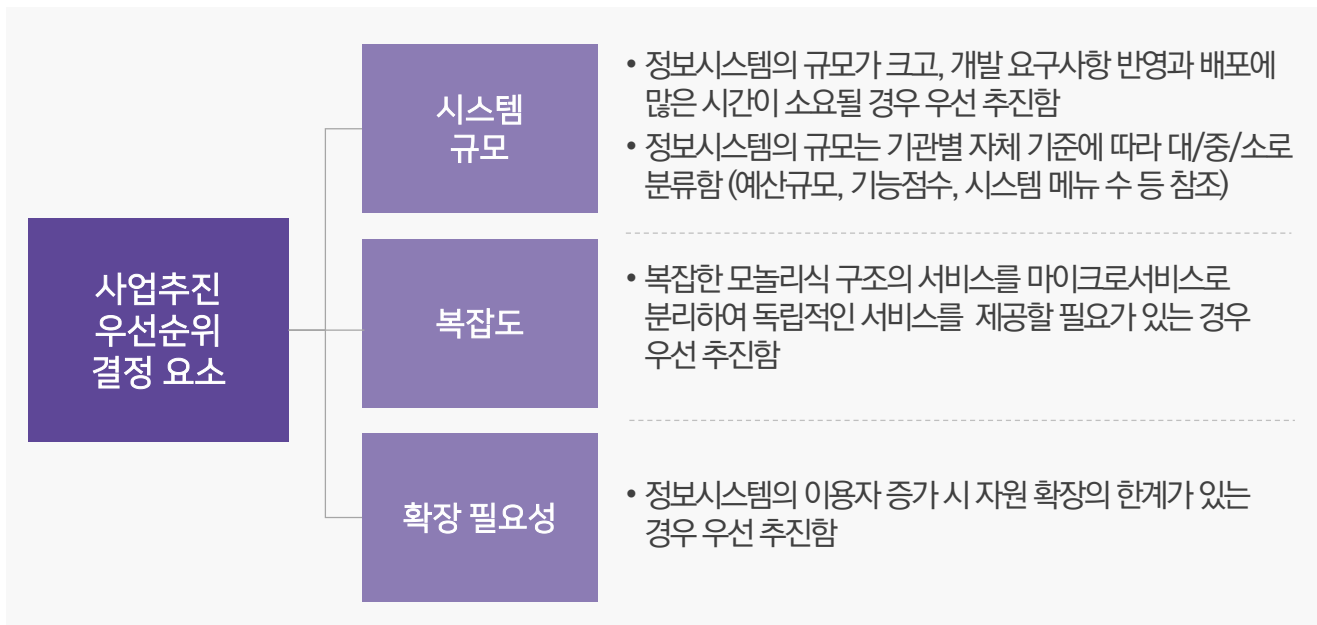 사업추진
우선순위
결정 요소
시스템
규모
• 정보시스템의 규모가 크고, 개발 요구사항 반영과 배포에
많은 시간이 소요될 경우 우선 추진함
• 정보시스템의 규모는 기관별 자체 기준에 따라 대/중/소로
분류함 (예산규모, 기능점수, 시스템 메뉴 수 등 참조)
복잡도
• 복잡한 모놀리식 구조의 서비스를 마이크로서비스로
분리하여 독립적인 서비스를 제공할 필요가 있는 경우
우선 추진함
확장 필요성
• 정보시스템의 이용자 증가 시 자원 확장의 한계가 있는
경우 우선 추진함